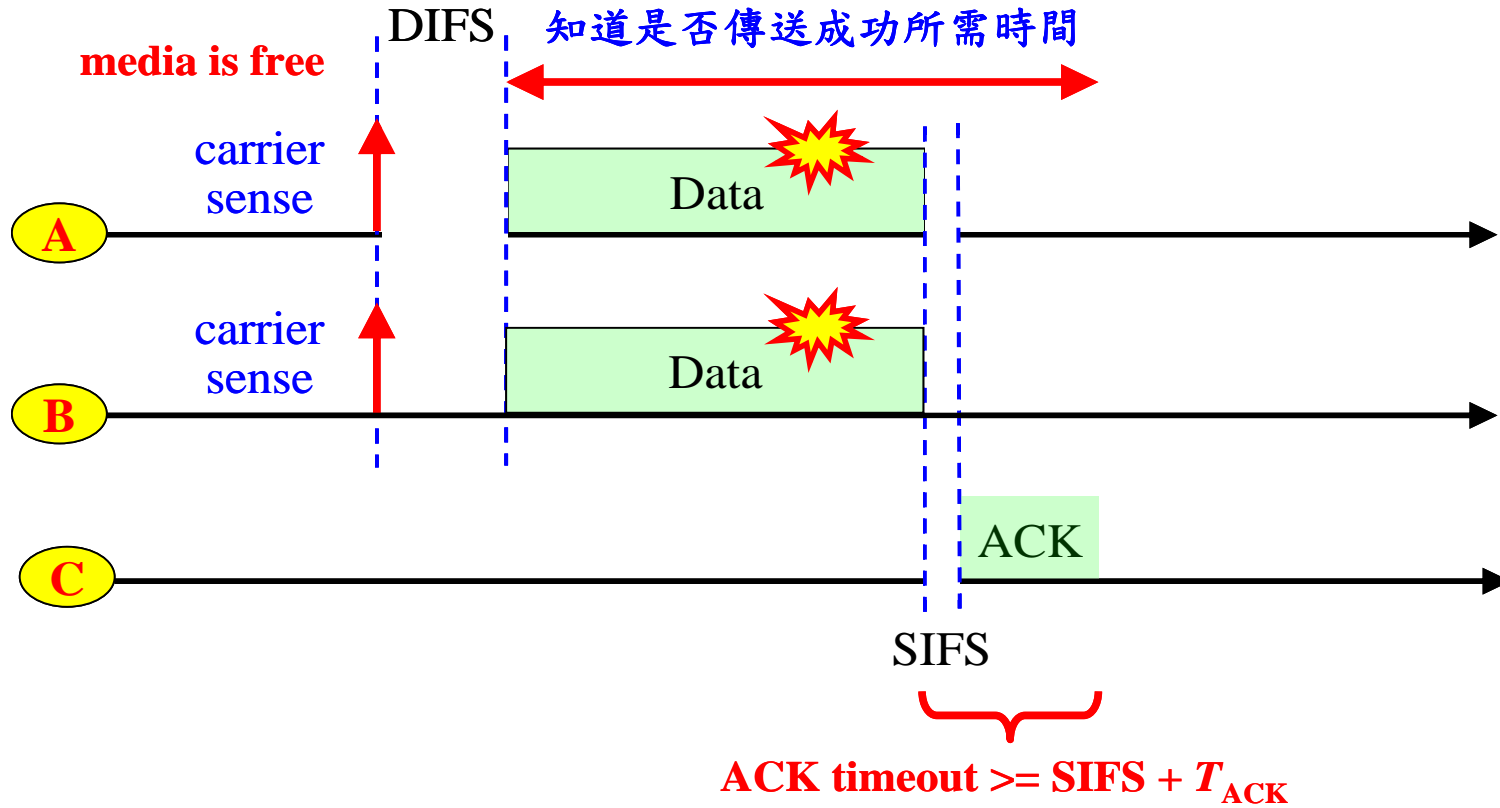 DIFS
知道是否傳送成功所需時間
media is free
carrier
sense
Data
A
carrier
sense
Data
B
ACK
C
SIFS
ACK timeout >= SIFS + T_ACK